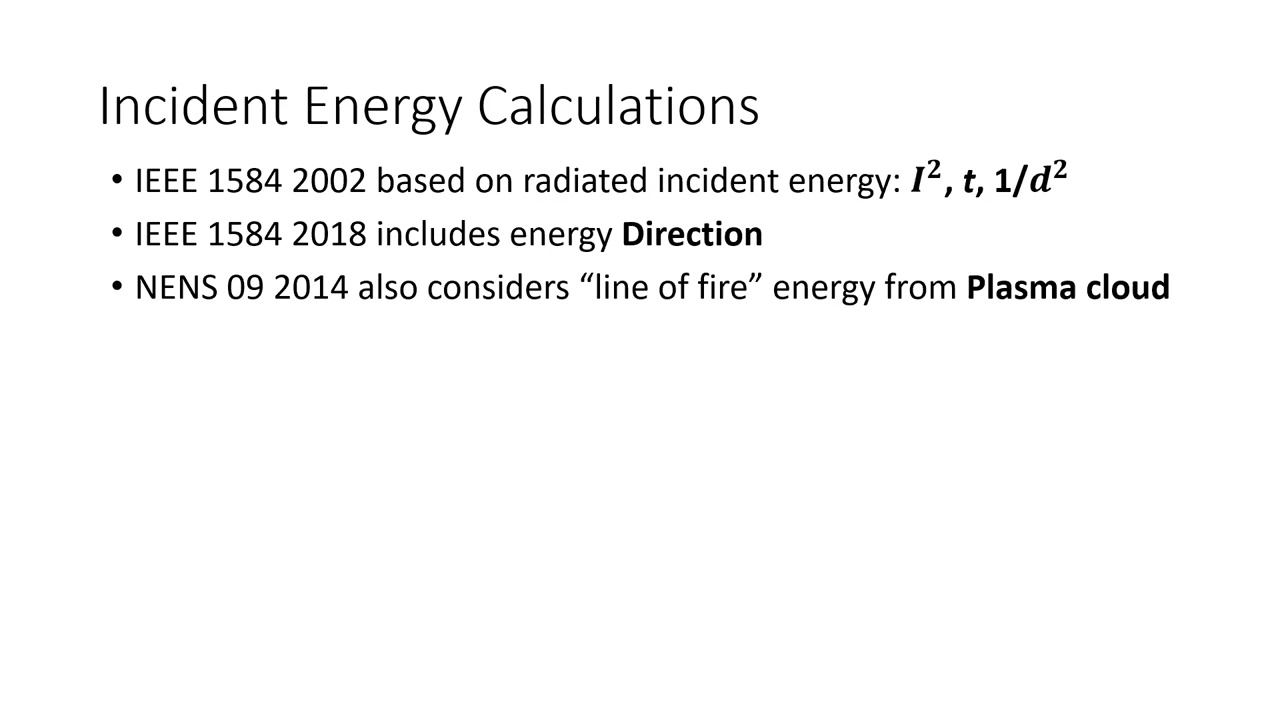 Incident Energy Calculations
• IEEE 1584 2002 based on radiated incident energy: I², t, 1/d²
• IEEE 1584 2018 includes energy Direction
• NENS 09 2014 also considers “line of fire” energy from Plasma cloud